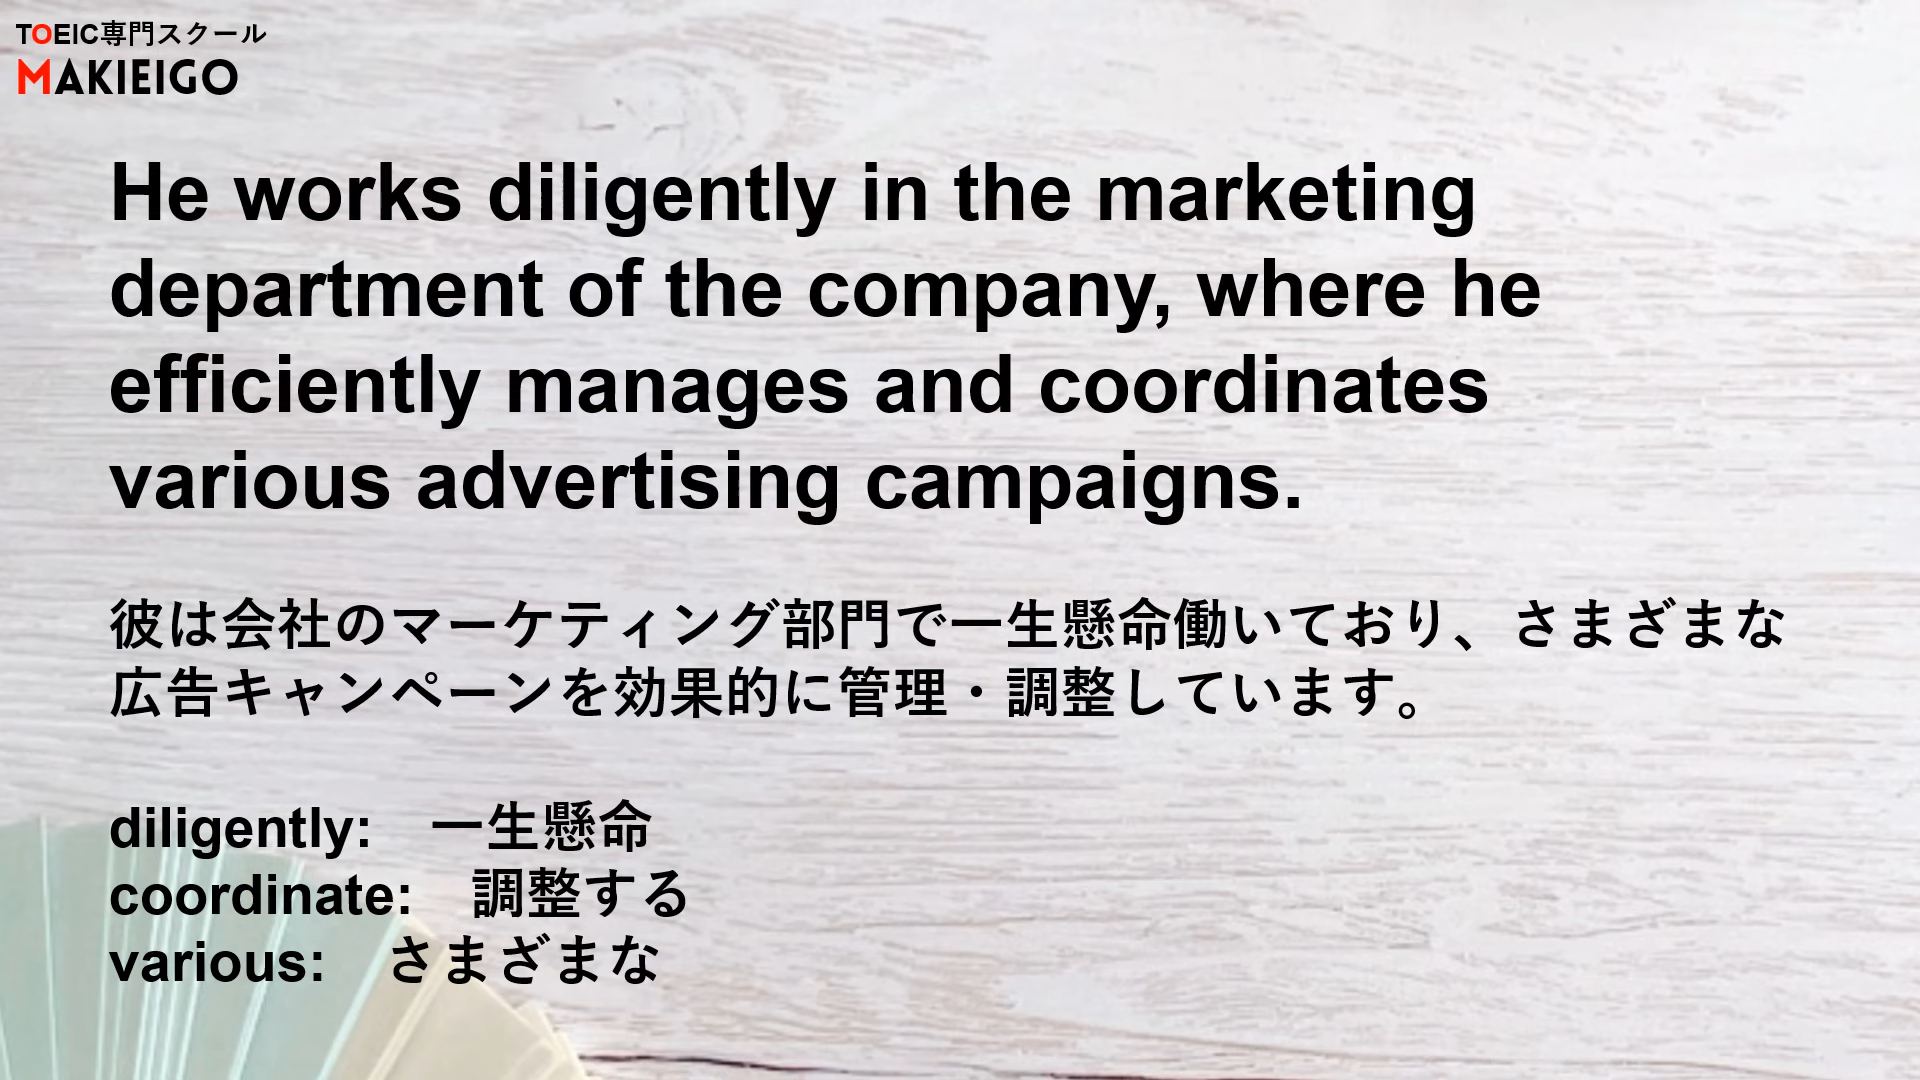 TOEIC専門スクール
MAKIEIGO
He works diligently in the marketing
department of the company, where he
efficiently manages and coordinates
various advertising campaigns.
彼は会社のマーケティング部門で一生懸命働いており、さまざまな
広告キャンペーンを効果的に管理・調整しています。
diligently:　一生懸命
coordinate:　調整する
various:　さまざまな